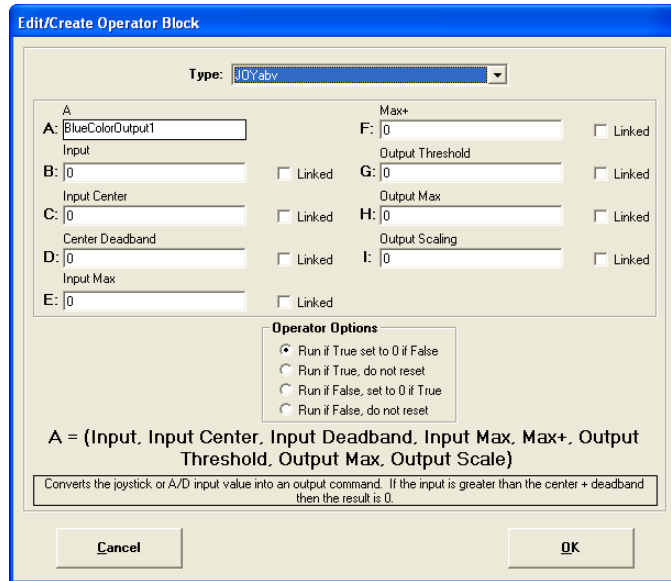 Edit/Create Operator Block
Type: JOYabv
A
A: BlueColorOutput1
Input
B: 0 Linked
Input Center
C: 0 Linked
Center Deadband
D: 0 Linked
Input Max
E: 0 Linked
Max+
F: 0 Linked
Output Threshold
G: 0 Linked
Output Max
H: 0 Linked
Output Scaling
I: 0 Linked
Operator Options
Run if True set to 0 if False
Run if True, do not reset
Run if False, set to 0 if True
Run if False, do not reset
A = (Input, Input Center, Input Deadband, Input Max, Max+, Output
Threshold, Output Max, Output Scale)
Converts the joystick or A/D input value into an output command. If the input is greater than the center + deadband
then the result is 0.
Cancel
OK